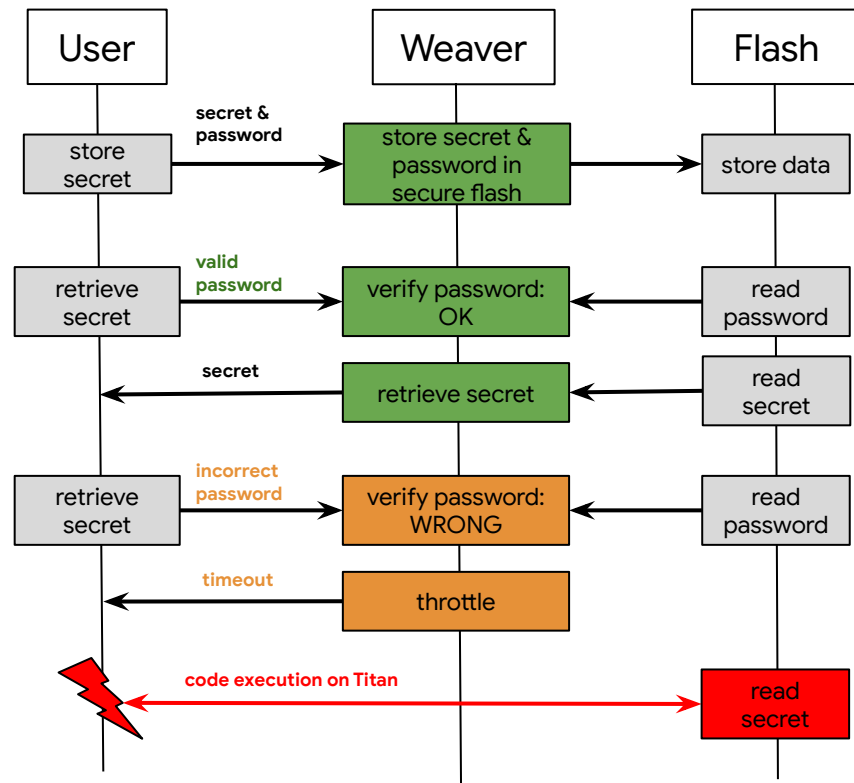 User
Weaver
Flash
secret &
password
store
secret
store secret &
password in
secure flash
store data
valid
password
retrieve
secret
verify password:
OK
read
password
secret
retrieve secret
read
secret
incorrect
password
retrieve
secret
verify password:
WRONG
read
password
timeout
throttle
code execution on Titan
read
secret